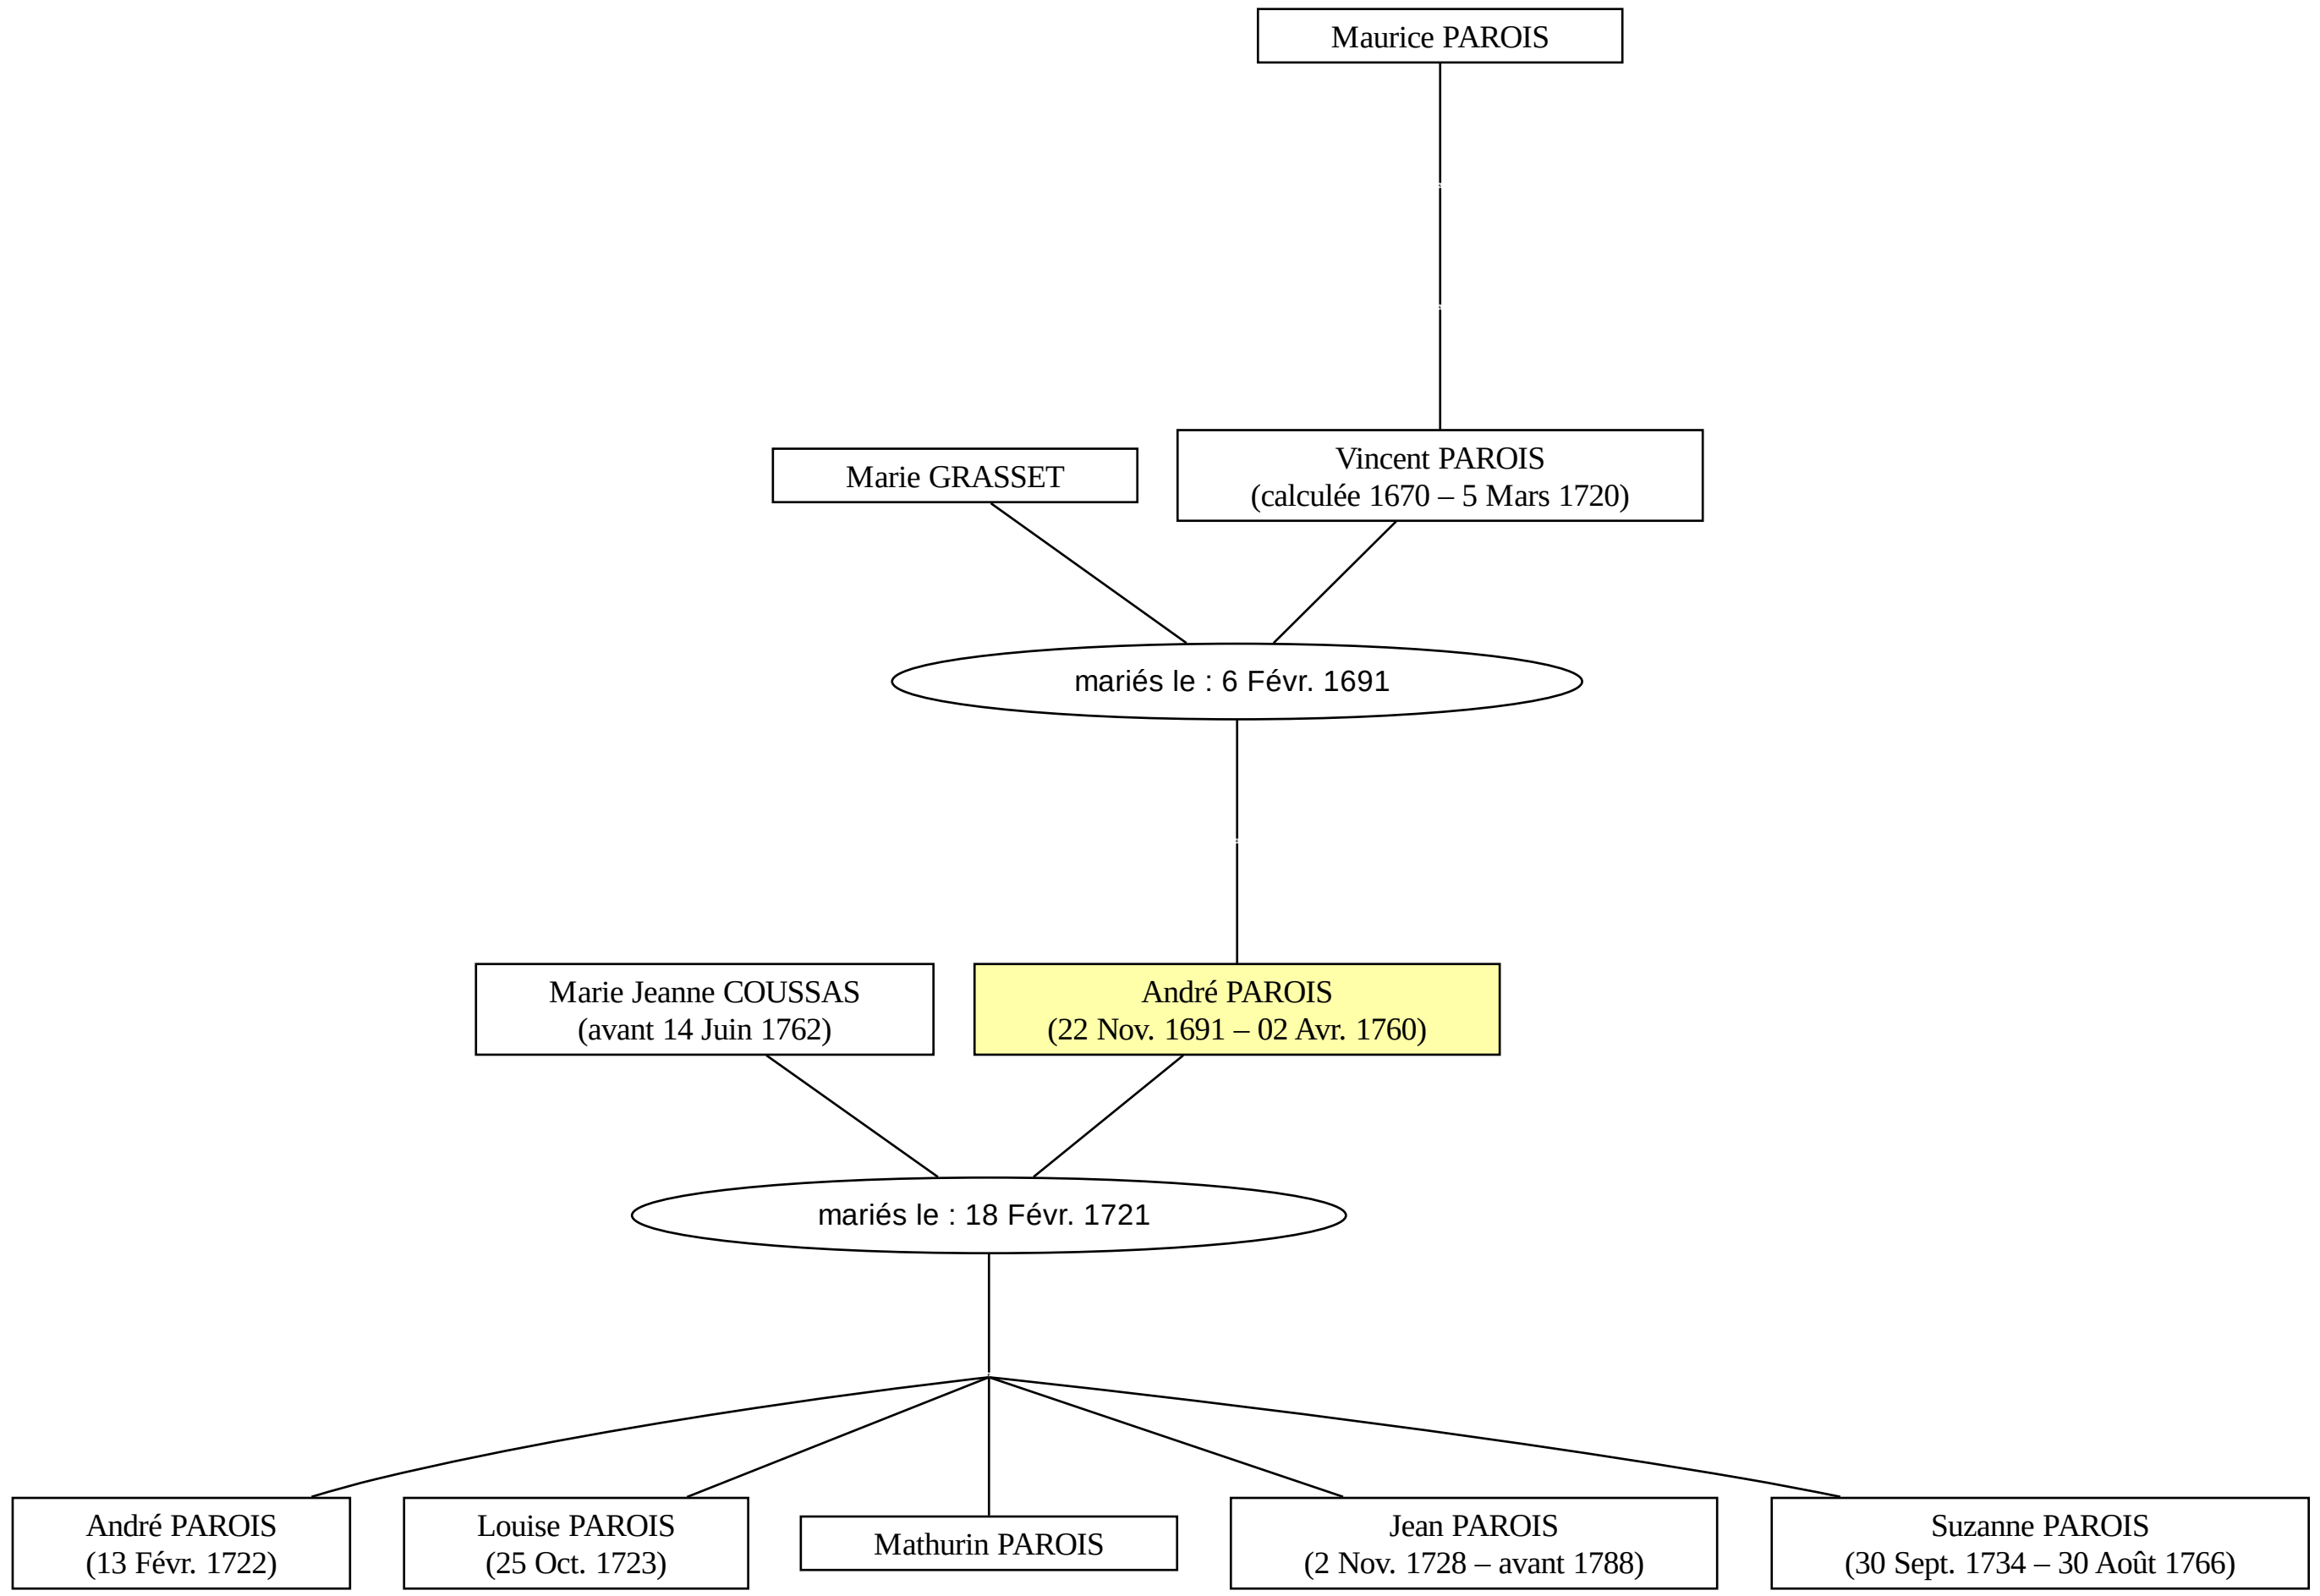 Maurice PAROIS
Marie GRASSET
Vincent PAROIS
(calculée 1670 – 5 Mars 1720)
mariés le : 6 Févr. 1691
Marie Jeanne COUSSAS
(avant 14 Juin 1762)
André PAROIS
(22 Nov. 1691 – 02 Avr. 1760)
mariés le : 18 Févr. 1721
André PAROIS
(13 Févr. 1722)
Louise PAROIS
(25 Oct. 1723)
Mathurin PAROIS
Jean PAROIS
(2 Nov. 1728 – avant 1788)
Suzanne PAROIS
(30 Sept. 1734 – 30 Août 1766)